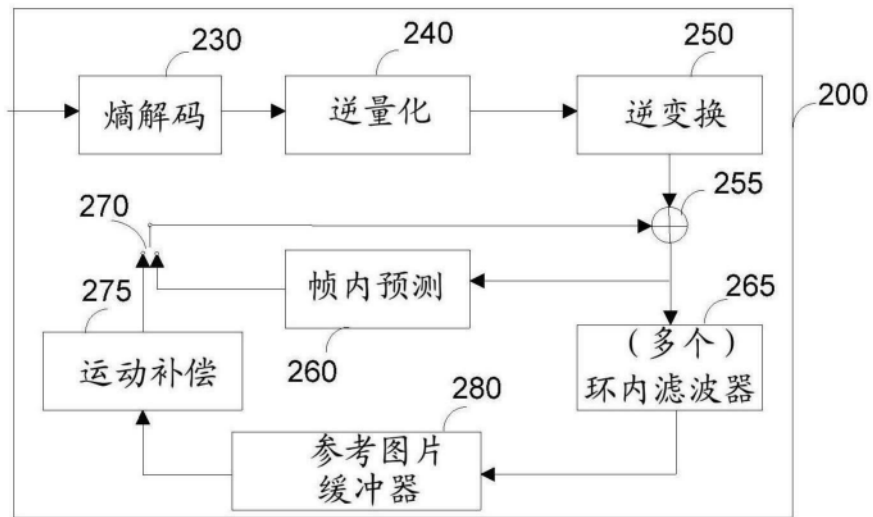 230
240
250
200
熵解码
逆量化
逆变换
255
270
275
帧内预测
265
运动补偿
260
(多个)
环内滤波器
280
参考图片
缓冲器